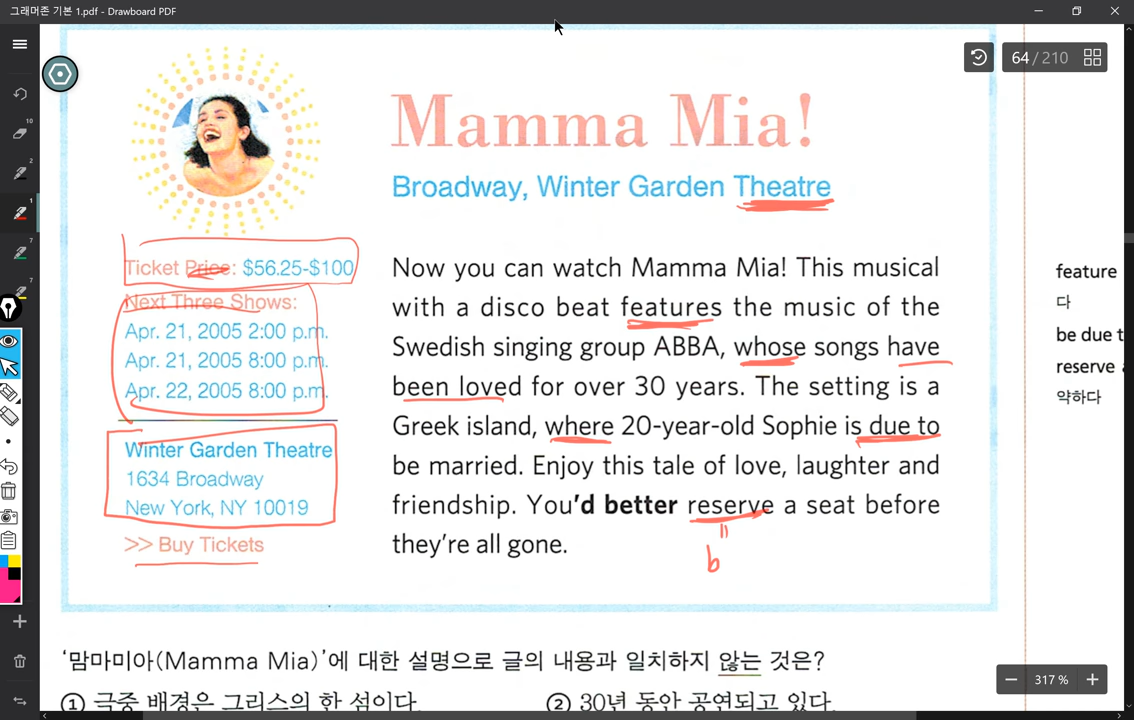 그래머존 기본 1.pdf - Drawboard PDF
64 / 210
10
2
1
7
7
Mamma Mia!
Broadway, Winter Garden Theatre
Ticket Price: $56.25-$100
Next Three Shows:
Apr. 21, 2005 2:00 p.m.
Apr. 21, 2005 8:00 p.m.
Apr. 22, 2005 8:00 p.m.
Winter Garden Theatre
1634 Broadway
New York, NY 10019
>> Buy Tickets
Now you can watch Mamma Mia! This musical
with a disco beat features the music of the
Swedish singing group ABBA, whose songs have
been loved for over 30 years. The setting is a
Greek island, where 20-year-old Sophie is due to
be married. Enjoy this tale of love, laughter and
friendship. You'd better reserve a seat before
they're all gone.
b
feature
다
be due t
reserve
약하다
'맘마미아(Mamma Mia)'에 대한 설명으로 글의 내용과 일치하지 않는 것은?
① 극중 배경은 그리스의 한 섬이다.
② 30년 동안 공연되고 있다.
317 %